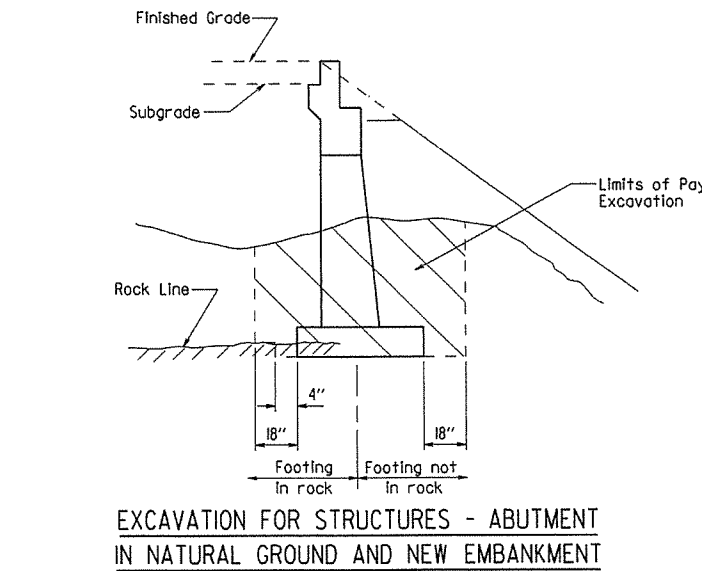 Finished Grade
Subgrade
Limits of Pay
Excavation
Rock Line
4"
18"
18"
Footing
in rock
Footing not
in rock
EXCAVATION FOR STRUCTURES - ABUTMENT
IN NATURAL GROUND AND NEW EMBANKMENT